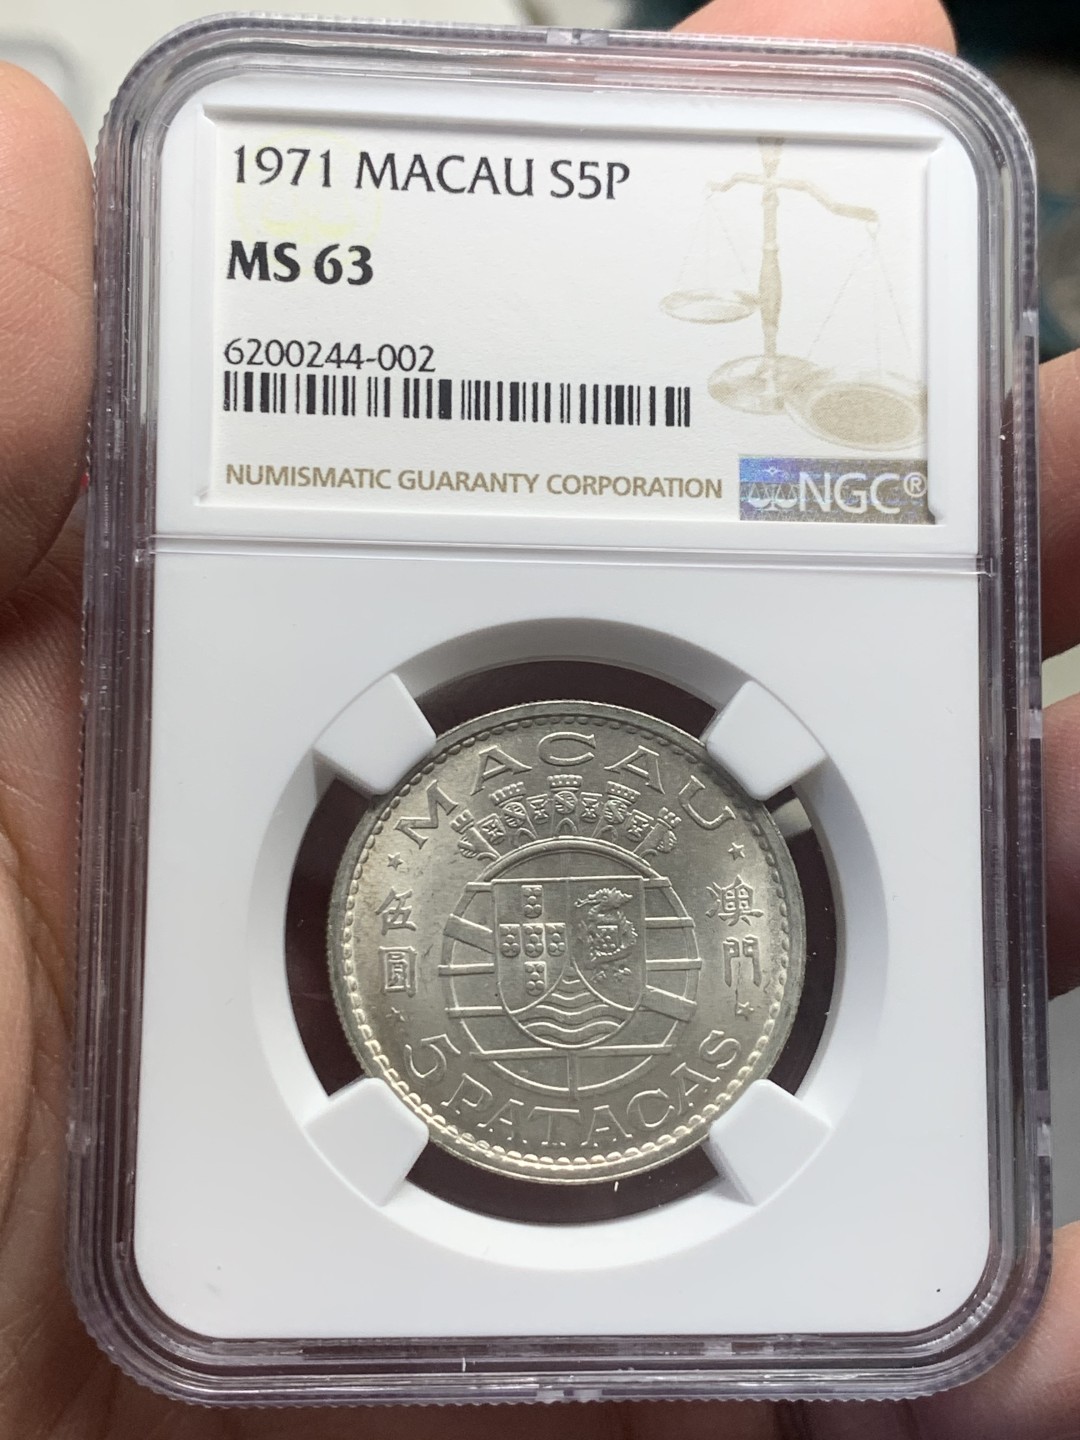 1971 MACAU S5P
MS 63
6200244-002
NUMISMATIC GUARANTY CORPORATION
NGC®
MACAU
伍圓
澳門
5 PATACAS